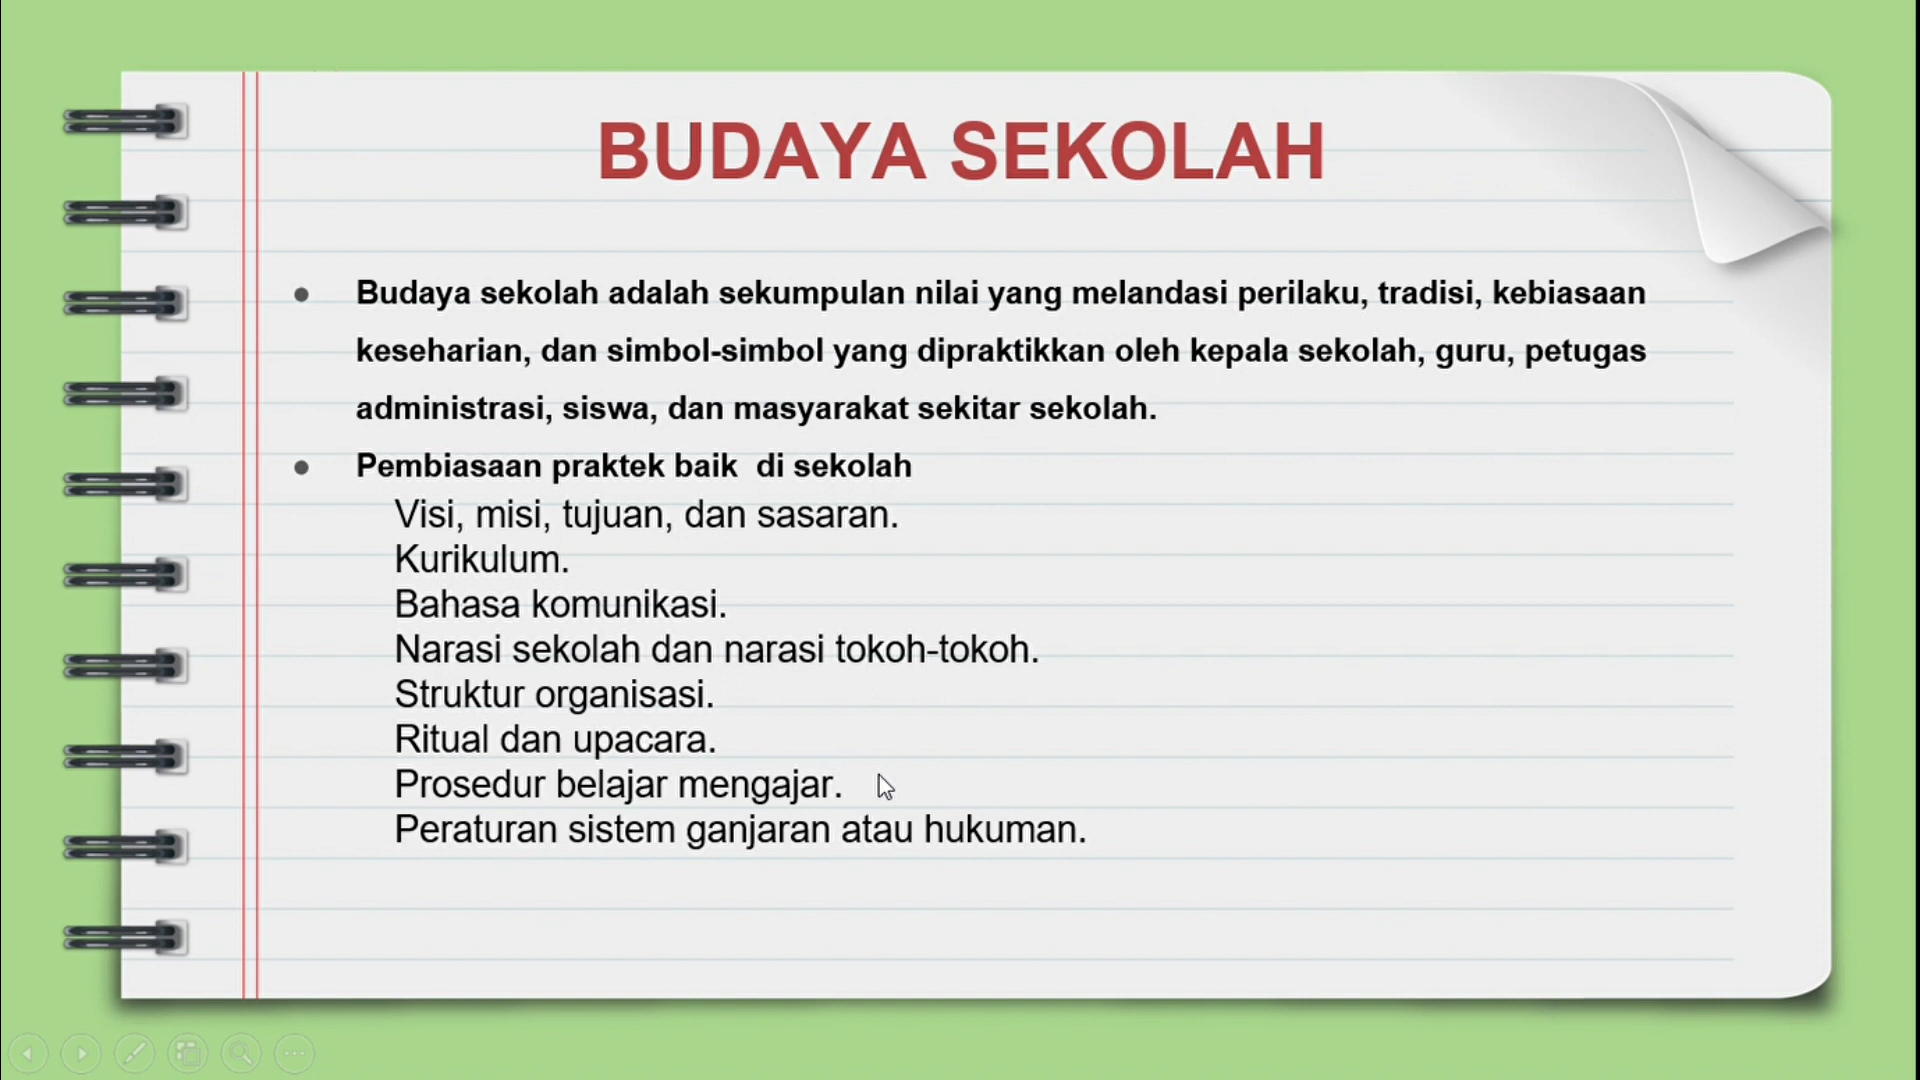 BUDAYA SEKOLAH
• Budaya sekolah adalah sekumpulan nilai yang melandasi perilaku, tradisi, kebiasaan
keseharian, dan simbol-simbol yang dipraktikkan oleh kepala sekolah, guru, petugas
administrasi, siswa, dan masyarakat sekitar sekolah.
• Pembiasaan praktek baik  di sekolah
Visi, misi, tujuan, dan sasaran.
Kurikulum.
Bahasa komunikasi.
Narasi sekolah dan narasi tokoh-tokoh.
Struktur organisasi.
Ritual dan upacara.
Prosedur belajar mengajar.
Peraturan sistem ganjaran atau hukuman.